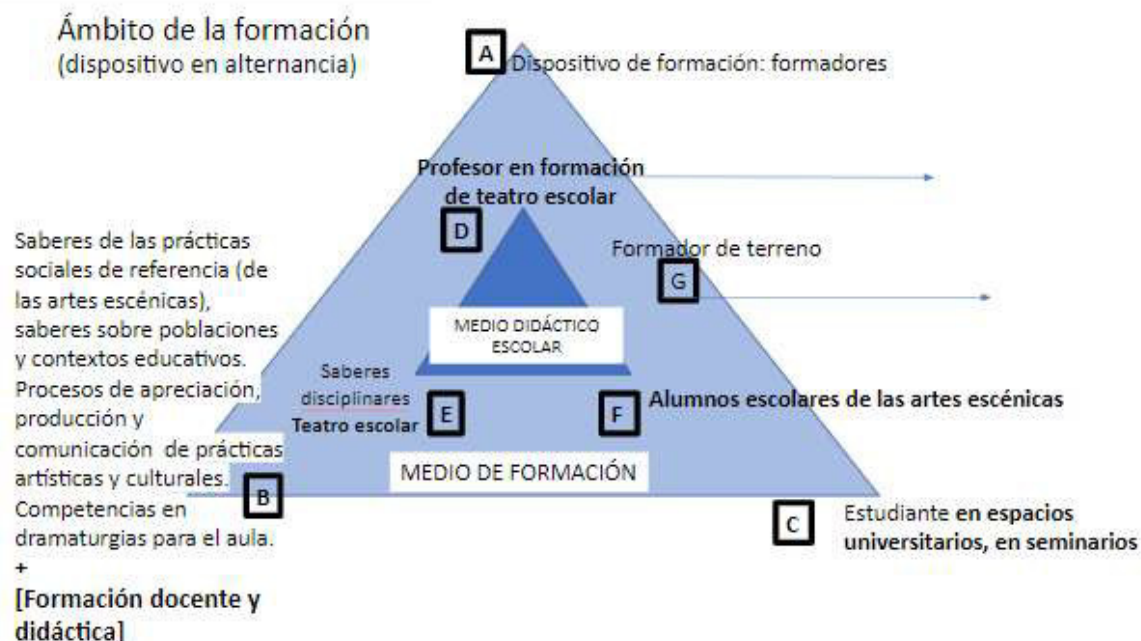 Ámbito de la formación
(dispositivo en alternancia)
A
Dispositivo de formación: formadores
Profesor en formación
de teatro escolar
D
Formador de terreno
G
Saberes de las prácticas
sociales de referencia (de
las artes escénicas),
saberes sobre poblaciones
y contextos educativos.
Procesos de apreciación,
producción y
comunicación de prácticas
artísticas y culturales.
Competencias en
dramaturgias para el aula.
+
[Formación docente y
didáctica]
MEDIO DIDÁCTICO
ESCOLAR
Saberes
disciplinares
Teatro escolar
E
F
Alumnos escolares de las artes escénicas
MEDIO DE FORMACIÓN
B
C
Estudiante en espacios
universitarios, en seminarios